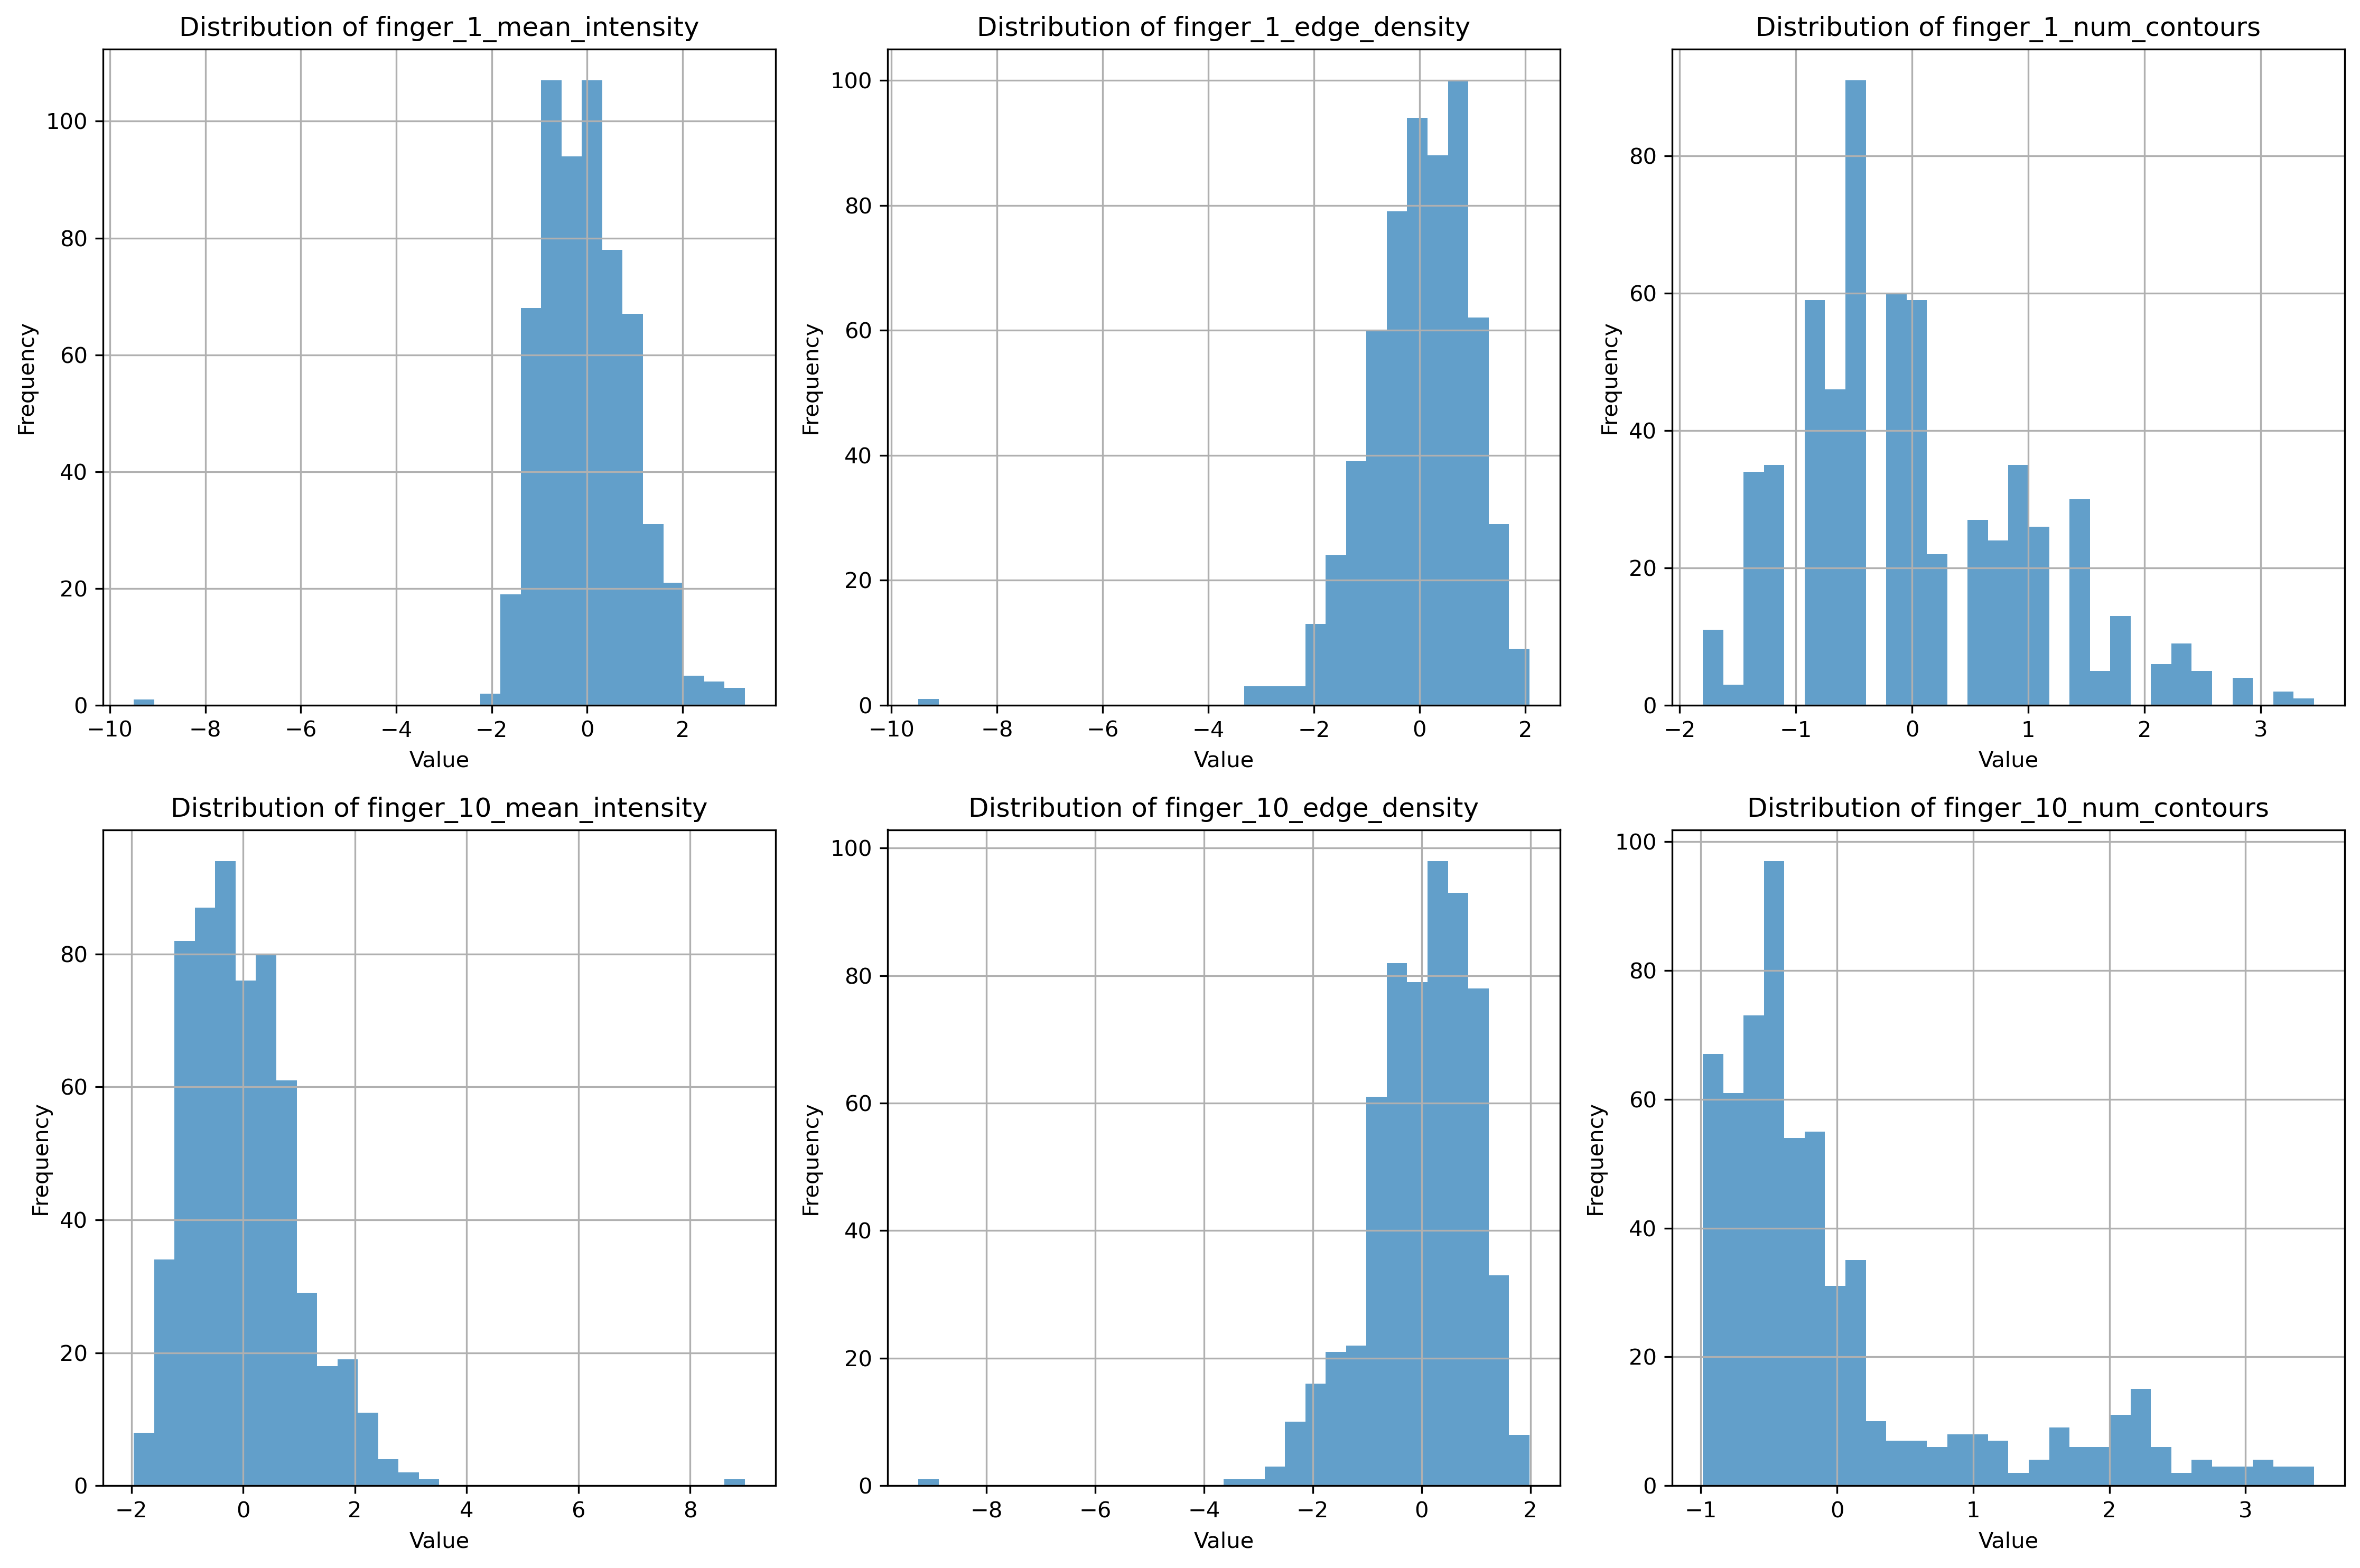 Distribution of finger_1_mean_intensity
Frequency
100
80
60
40
20
0
−10 −8 −6 −4 −2 0 2
Value
Distribution of finger_1_edge_density
Frequency
100
80
60
40
20
0
−10 −8 −6 −4 −2 0 2
Value
Distribution of finger_1_num_contours
Frequency
80
60
40
20
0
−2 −1 0 1 2 3
Value
Distribution of finger_10_mean_intensity
Frequency
80
60
40
20
0
−2 0 2 4 6 8
Value
Distribution of finger_10_edge_density
Frequency
100
80
60
40
20
0
−8 −6 −4 −2 0 2
Value
Distribution of finger_10_num_contours
Frequency
100
80
60
40
20
0
−1 0 1 2 3
Value